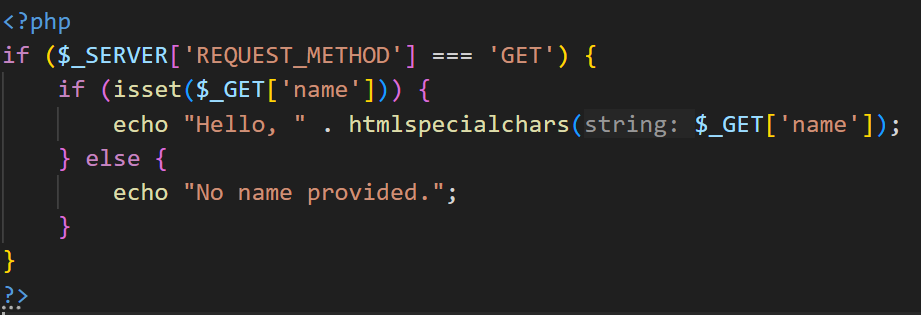 <?php
if ($_SERVER['REQUEST_METHOD'] === 'GET') {
    if (isset($_GET['name'])) {
        echo "Hello, " . htmlspecialchars(string: $_GET['name']);
    } else {
        echo "No name provided.";
    }
}
?>